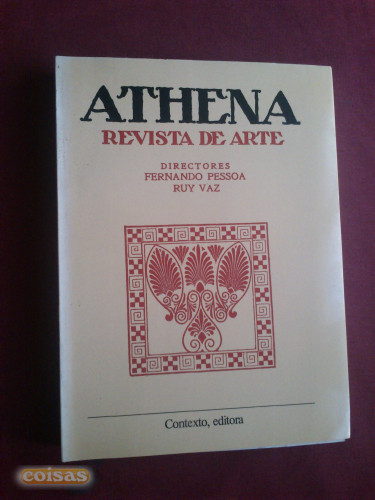 ATHENA
REVISTA DE ARTE
DIRECTORES
FERNANDO PESSOA
RUY VAZ
Contexto, editora
coisas